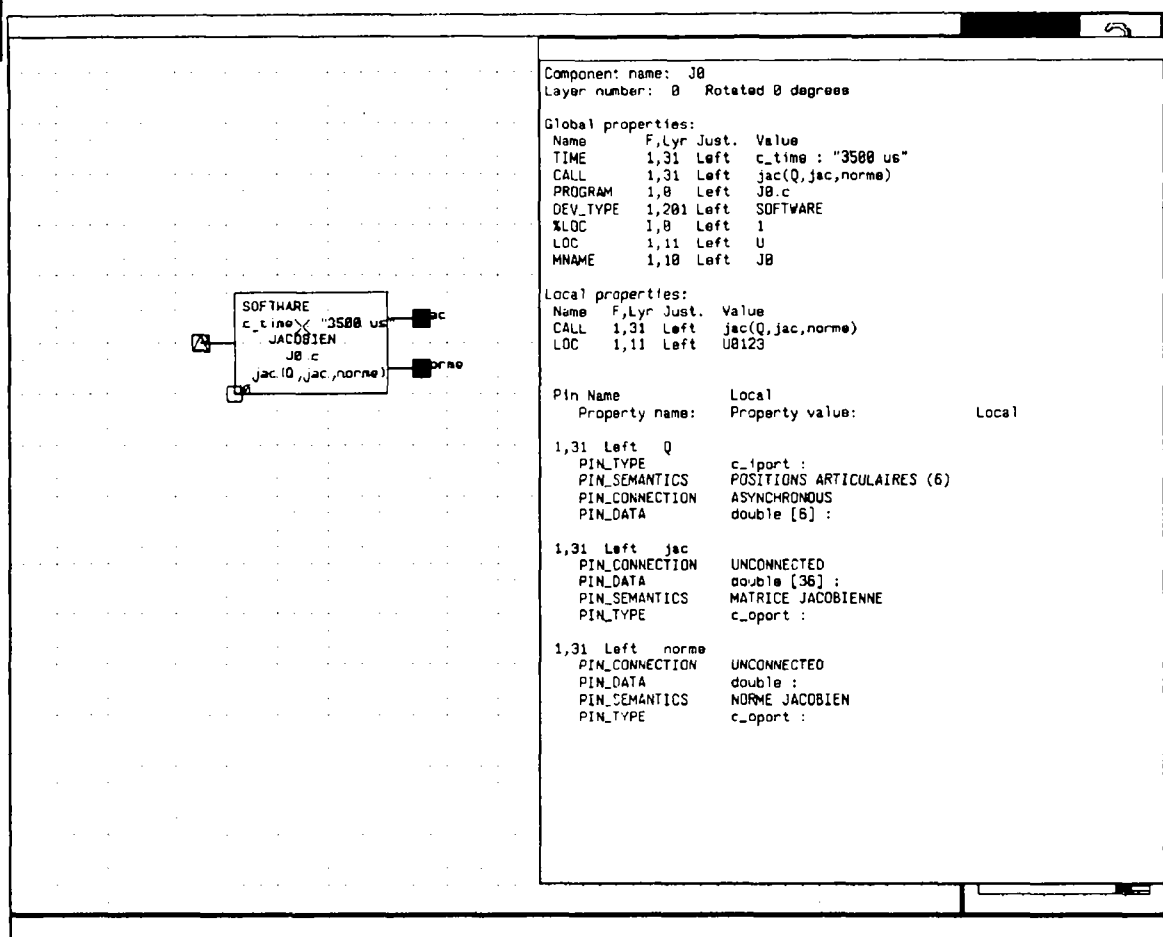 SOFTWARE
c_time "3500 us"
JACOBIEN
J0.c
jac(Q,jac,norme)
Component name: J0
Layer number: 0 Rotated 0 degrees
Global properties:
Name F,Lyr Just. Value
TIME 1,31 Left c_time : "3500 us"
CALL 1,31 Left jac(Q,jac,norme)
PROGRAM 1,0 Left J0.c
DEV_TYPE 1,201 Left SOFTWARE
%LOC 1,0 Left 1
LOC 1,11 Left U
MNAME 1,10 Left J0
Local properties:
Name F,Lyr Just. Value
CALL 1,31 Left jac(Q,jac,norme)
LOC 1,11 Left U0123
Pin Name Local
Property name: Property value: Local
1,31 Left Q
PIN_TYPE c_iport :
PIN_SEMANTICS POSITIONS ARTICULAIRES (6)
PIN_CONNECTION ASYNCHRONOUS
PIN_DATA double [6] :
1,31 Left jac
PIN_CONNECTION UNCONNECTED
PIN_DATA double [36] :
PIN_SEMANTICS MATRICE JACOBIENNE
PIN_TYPE c_oport :
1,31 Left norme
PIN_CONNECTION UNCONNECTED
PIN_DATA double :
PIN_SEMANTICS NORME JACOBIEN
PIN_TYPE c_oport :